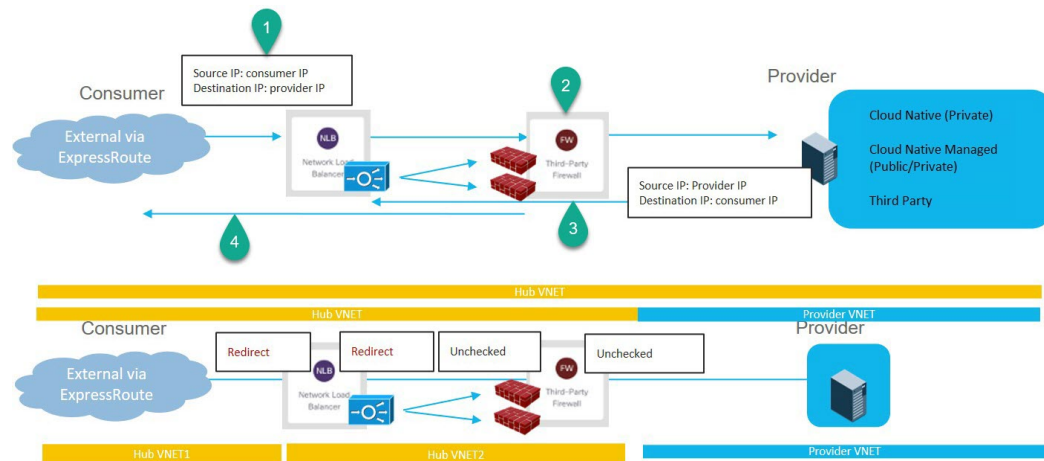 1
Source IP: consumer IP
Destination IP: provider IP
Consumer
2
Provider
External via
ExpressRoute
NLB
Network Load
Balancer
FW
Third-Party
Firewall
Cloud Native (Private)
Cloud Native Managed
(Public/Private)
Third Party
Source IP: Provider IP
Destination IP: consumer IP
4
3
Hub VNET
Hub VNET
Provider VNET
Consumer
Provider
Redirect
Redirect
Unchecked
Unchecked
External via
ExpressRoute
NLB
Network Load
Balancer
FW
Third-Party
Firewall
Hub VNET1
Hub VNET2
Provider VNET